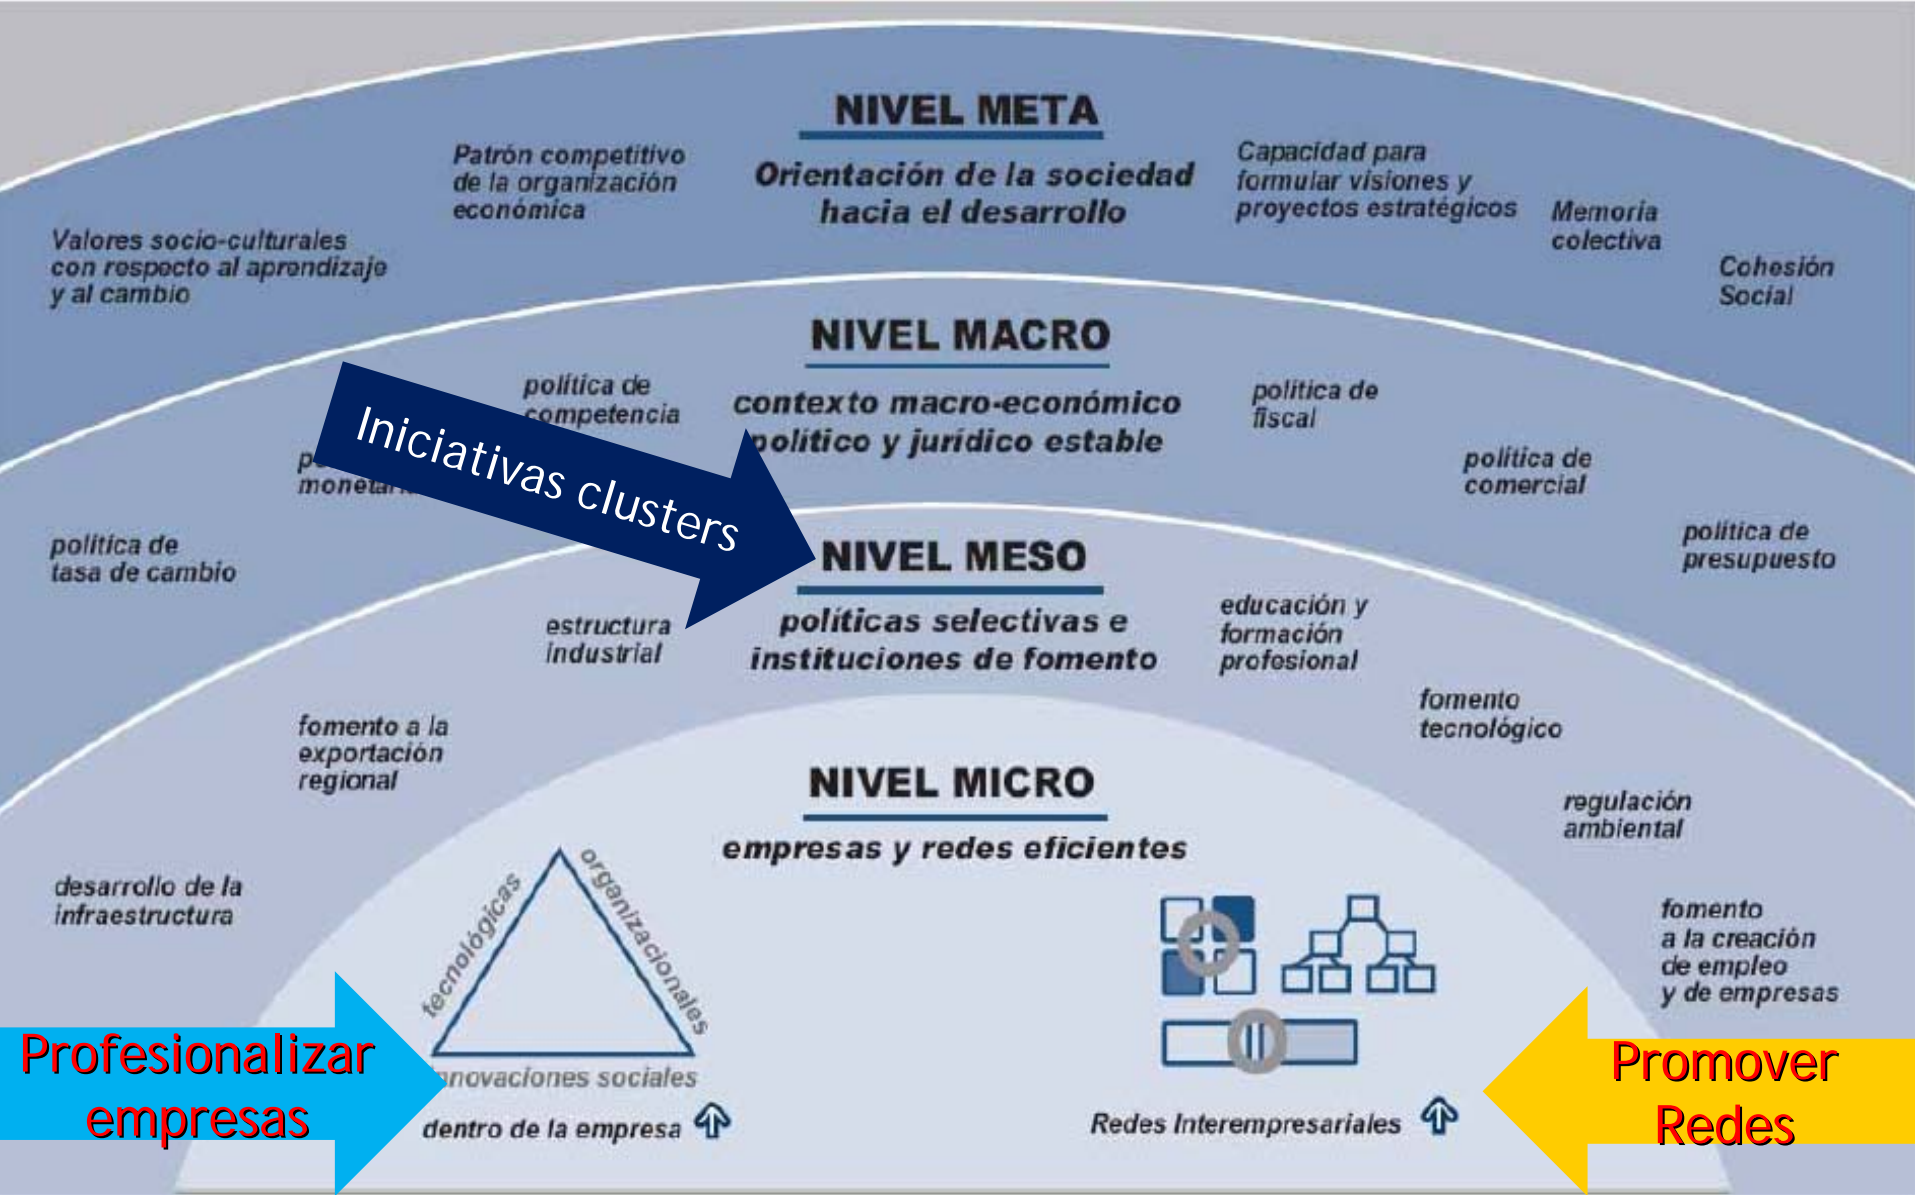 NIVEL META
Orientación de la sociedad
hacia el desarrollo
Valores socio-culturales
con respecto al aprendizaje
y al cambio
Patrón competitivo
de la organización
económica
Capacidad para
formular visiones y
proyectos estratégicos
Memoria
colectiva
Cohesión
Social
NIVEL MACRO
contexto macro-económico
político y jurídico estable
política de
tasa de cambio
monetaria
política de
competencia
política de
fiscal
política de
comercial
política de
presupuesto
Iniciativas clusters
NIVEL MESO
políticas selectivas e
instituciones de fomento
desarrollo de la
infraestructura
fomento a la
exportación
regional
estructura
industrial
educación y
formación
profesional
fomento
tecnológico
regulación
ambiental
fomento
a la creación
de empleo
y de empresas
NIVEL MICRO
empresas y redes eficientes
tecnológicas
organizacionales
innovaciones sociales
dentro de la empresa
Redes Interempresariales
Profesionalizar
empresas
Promover
Redes